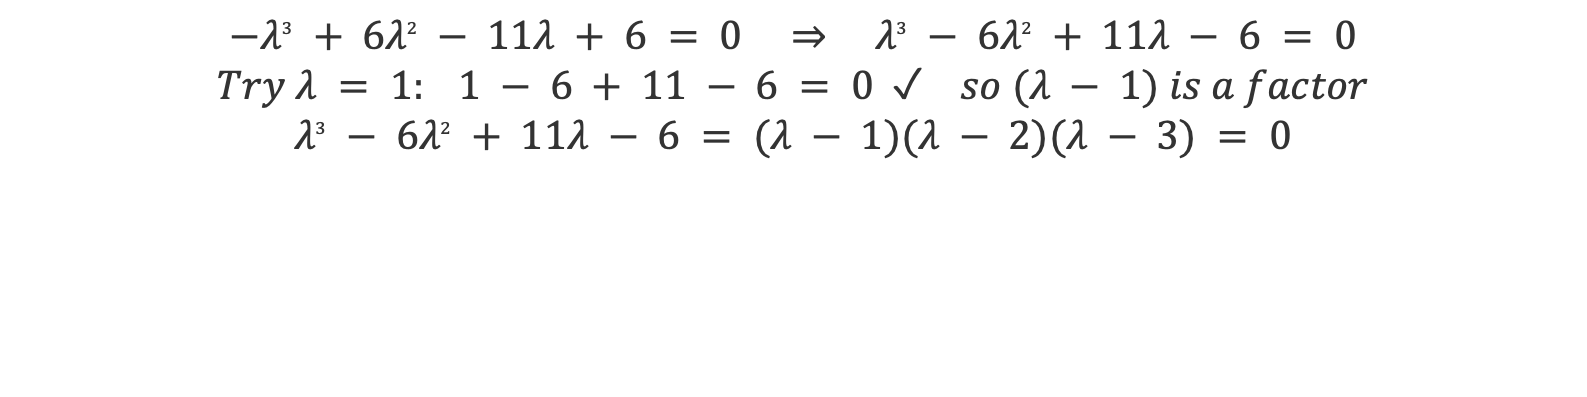 −λ³ + 6λ² − 11λ + 6 = 0 ⇒ λ³ − 6λ² + 11λ − 6 = 0
Try λ = 1: 1 − 6 + 11 − 6 = 0 ✓ so (λ − 1) is a factor
λ³ − 6λ² + 11λ − 6 = (λ − 1)(λ − 2)(λ − 3) = 0